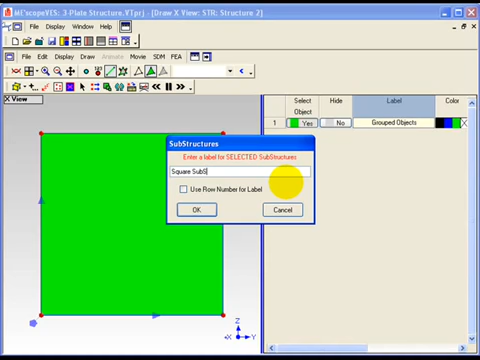 ME'scopeVES: 3-Plate Structure.VTprj - [Draw X View: STR: Structure 2]
File Display Window Help
File Edit Display Draw Animate Movie SDM FEA
X View
Select Object Hide Label Color
1 Yes No Grouped Objects
SubStructures
Enter a label for SELECTED SubStructures
Square SubS
Use Row Number for Label
OK Cancel
Z
X Y